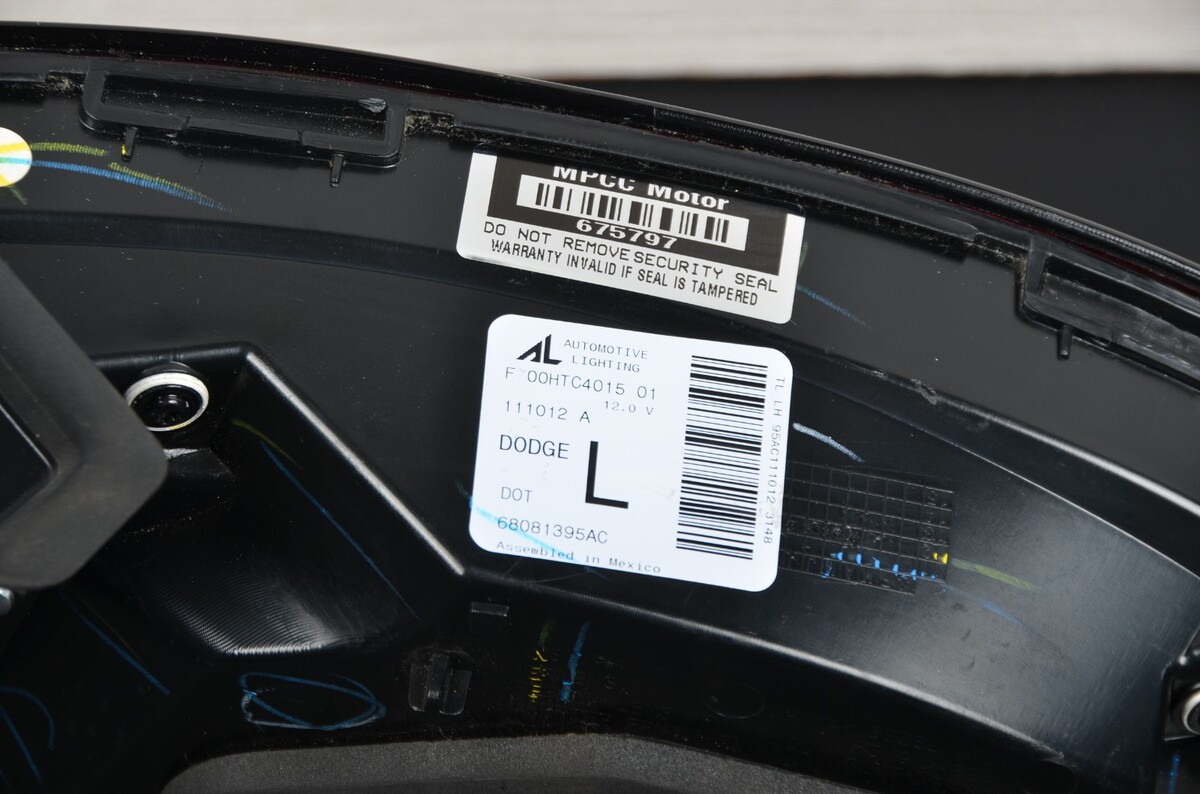 MPCC Motor
675797
DO NOT REMOVE SECURITY SEAL
WARRANTY INVALID IF SEAL IS TAMPERED
AL AUTOMOTIVE
LIGHTING
F 00HTC4015 01
12.0 V
111012 A
DODGE
L
DOT
68081395AC
Assembled in Mexico
TL LH 95AC111012 3148